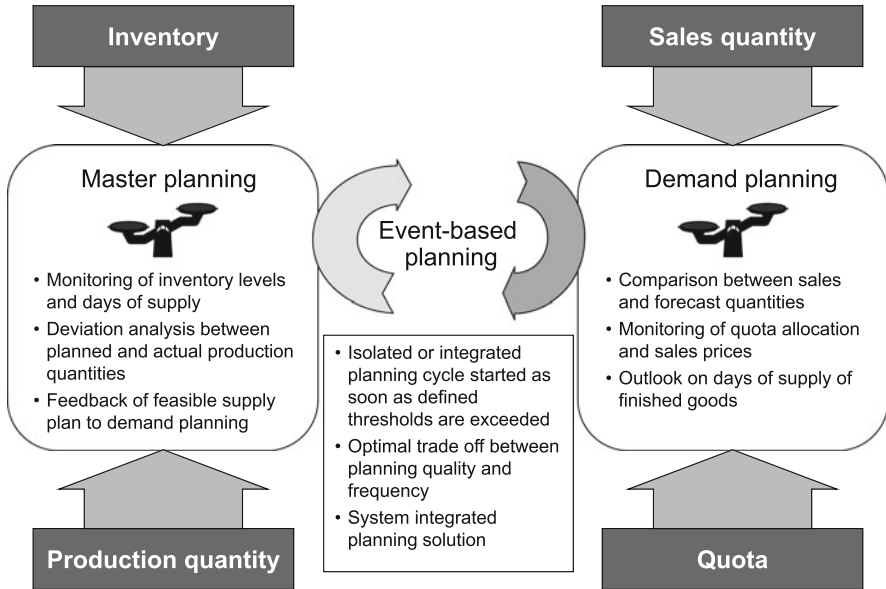 Inventory
Sales quantity
Master planning
• Monitoring of inventory levels
and days of supply
• Deviation analysis between
planned and actual production
quantities
• Feedback of feasible supply
plan to demand planning
Event-based
planning
• Isolated or integrated
planning cycle started as
soon as defined
thresholds are exceeded
• Optimal trade off between
planning quality and
frequency
• System integrated
planning solution
Demand planning
• Comparison between sales
and forecast quantities
• Monitoring of quota allocation
and sales prices
• Outlook on days of supply of
finished goods
Production quantity
Quota